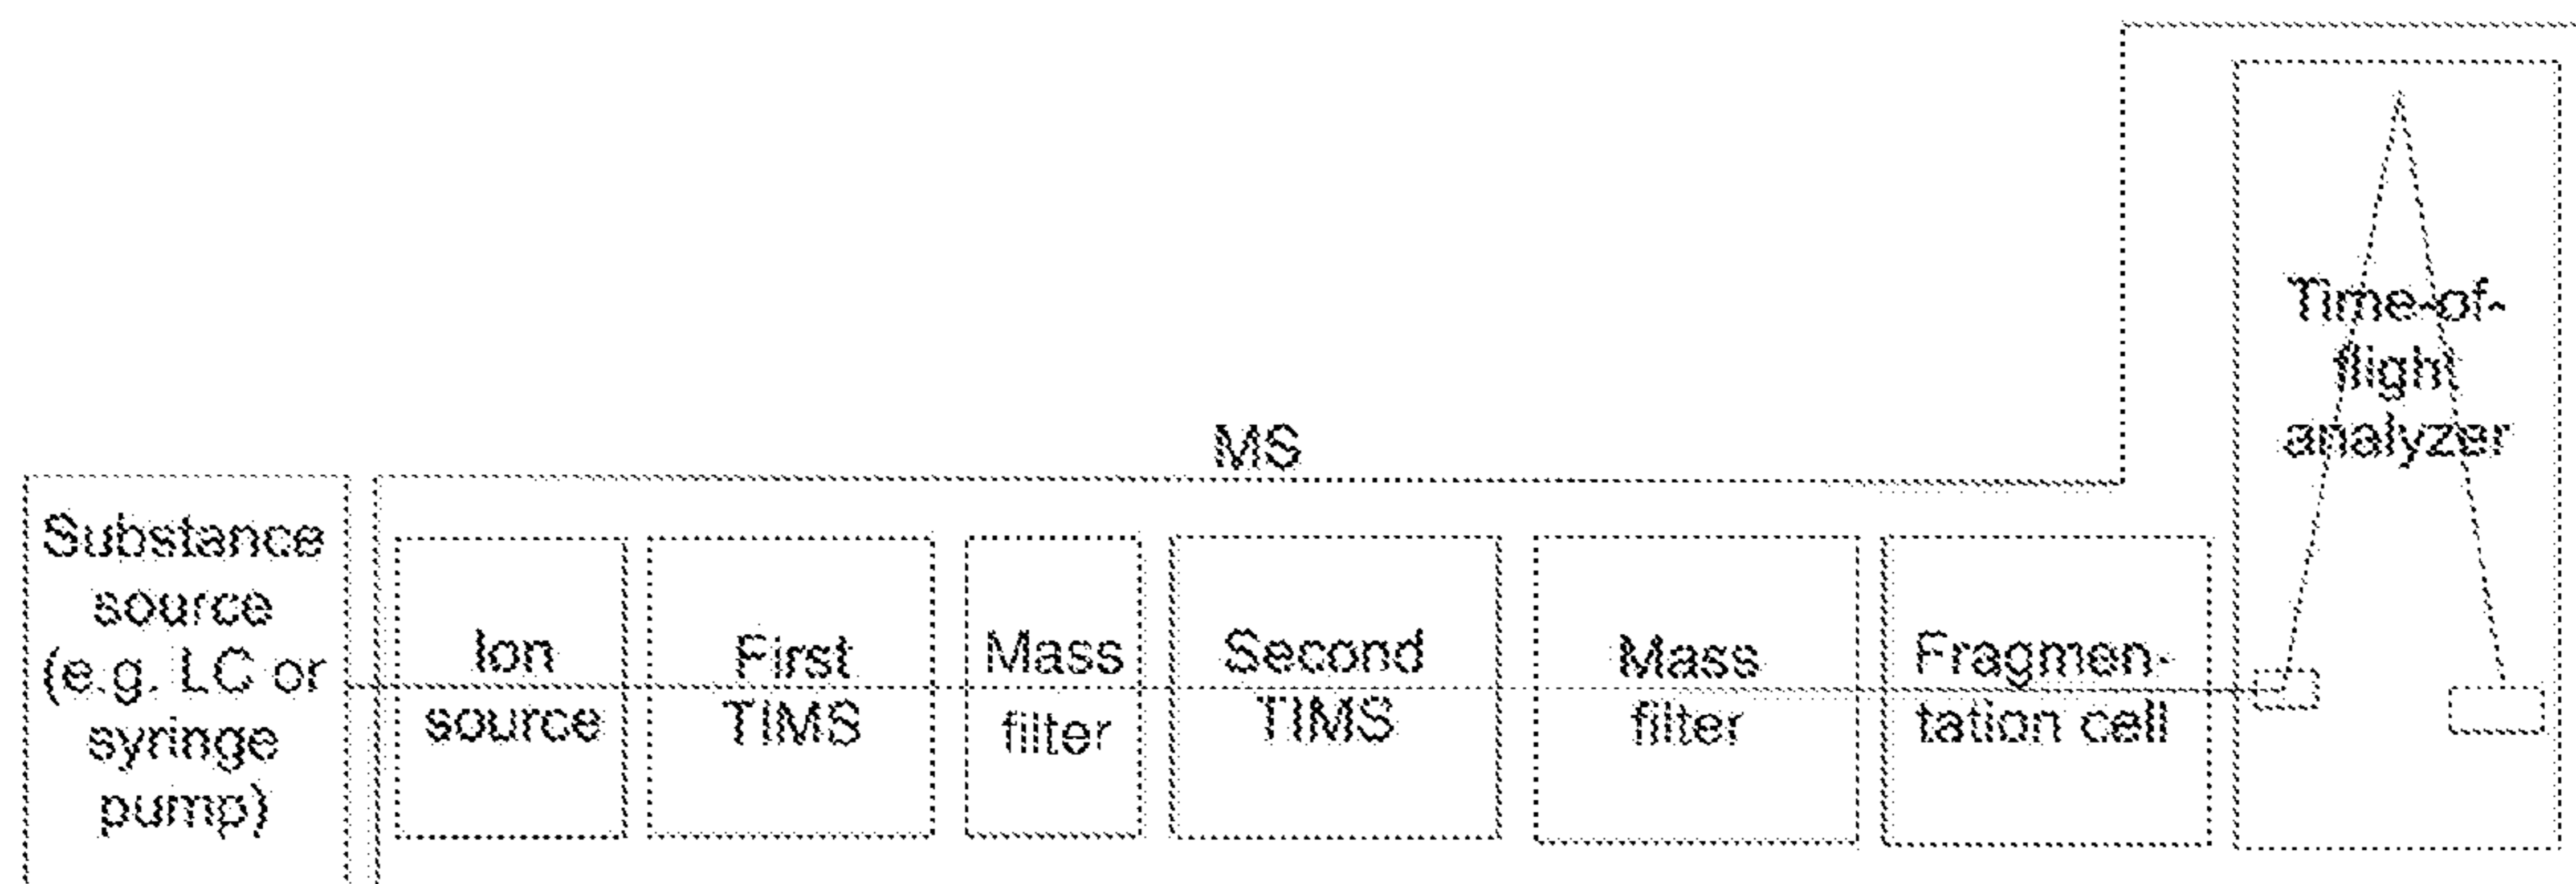 MS
Substance
source
(e.g. LC or
syringe
pump)
Ion
source
First
TIMS
Mass
filter
Second
TIMS
Mass
filter
Fragmen-
tation cell
Time-of-
flight
analyzer